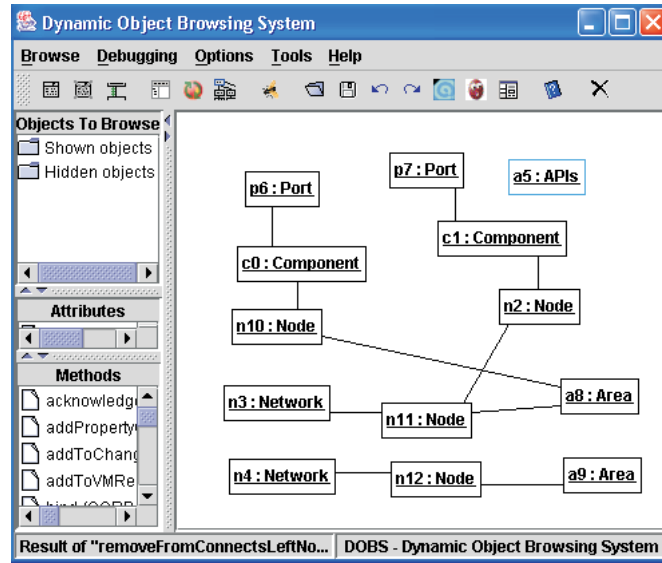 Dynamic Object Browsing System
Browse Debugging Options Tools Help
Objects To Browse
Shown objects
Hidden objects
Attributes
Methods
acknowledg
addProperty
addToChang
addToVMRe
p6 : Port
p7 : Port
a5 : APIs
c0 : Component
c1 : Component
n10 : Node
n2 : Node
n3 : Network
n11 : Node
a8 : Area
n4 : Network
n12 : Node
a9 : Area
Result of "removeFromConnectsLeftNo... DOBS - Dynamic Object Browsing System